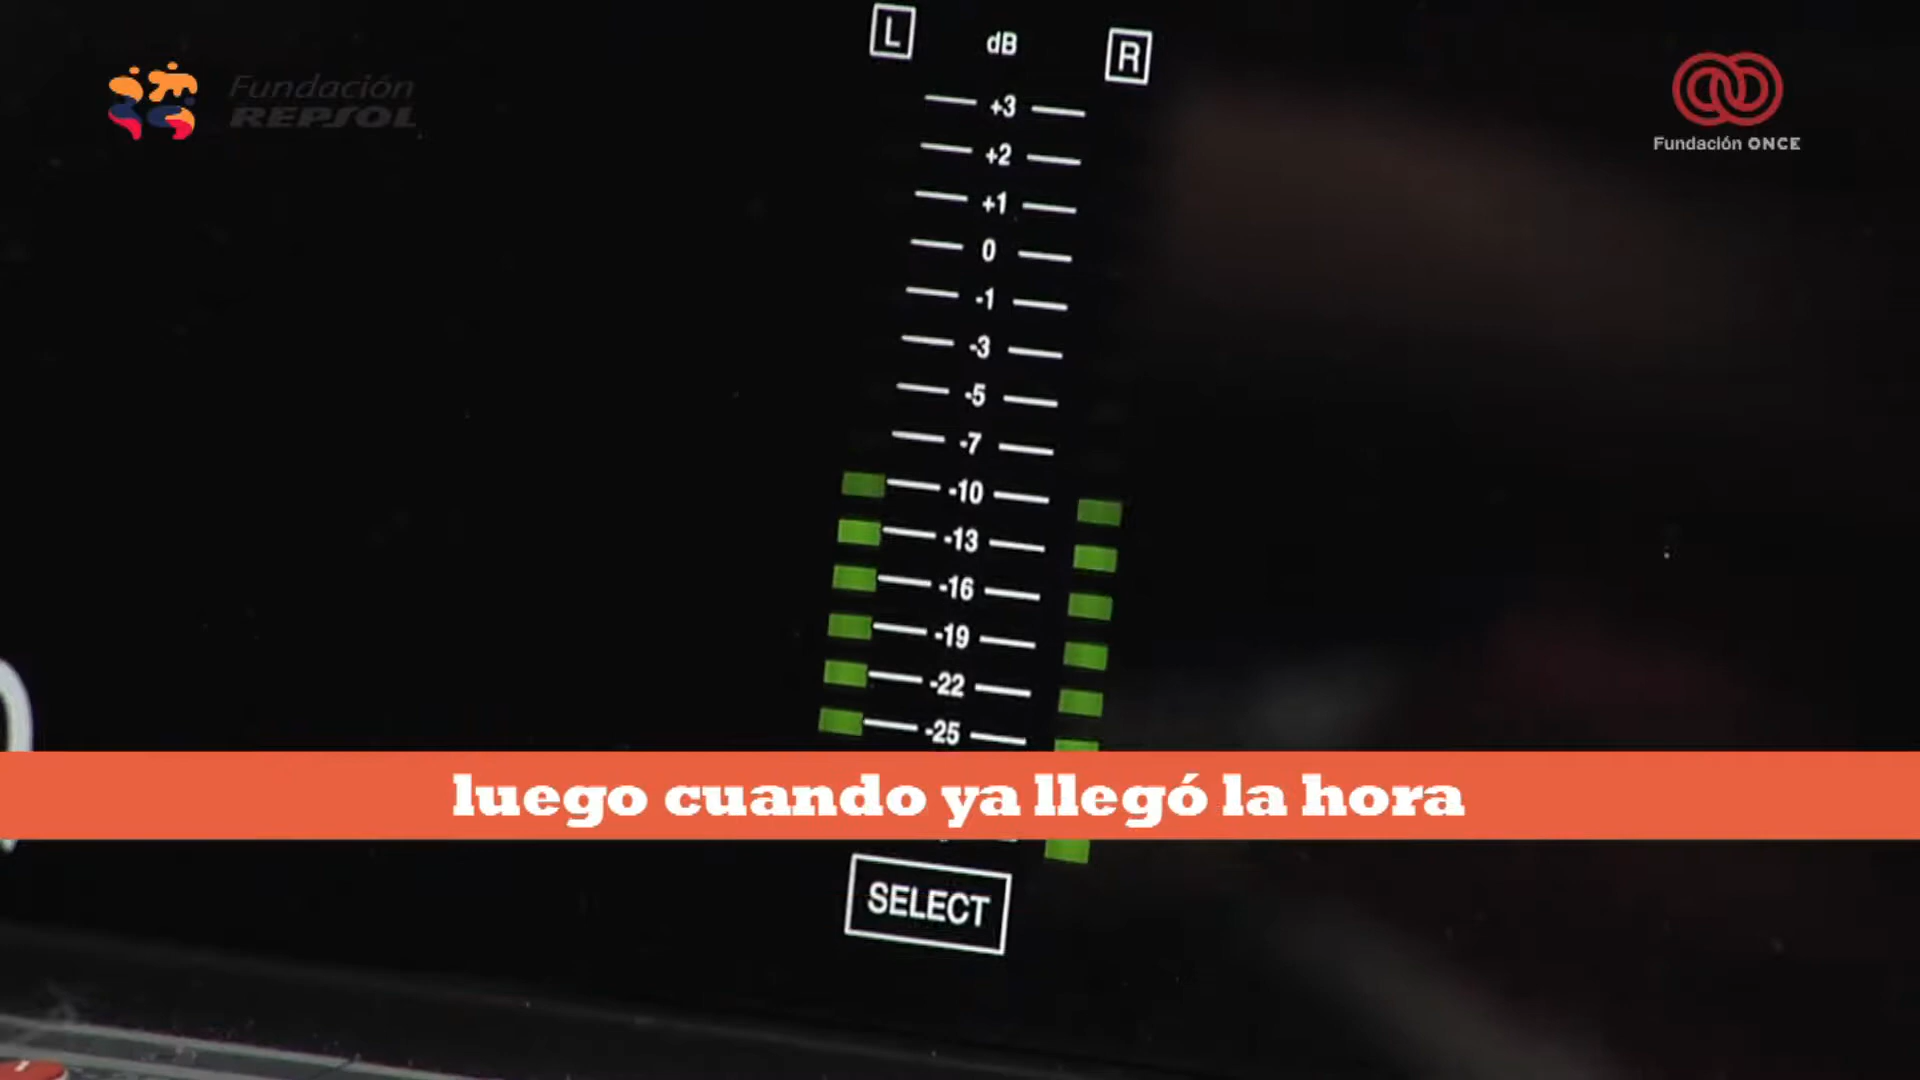 L dB R
Fundación
REPSOL
Fundación ONCE
+3
+2
+1
0
-1
-3
-5
-7
-10
-13
-16
-19
-22
-25
luego cuando ya llegó la hora
SELECT